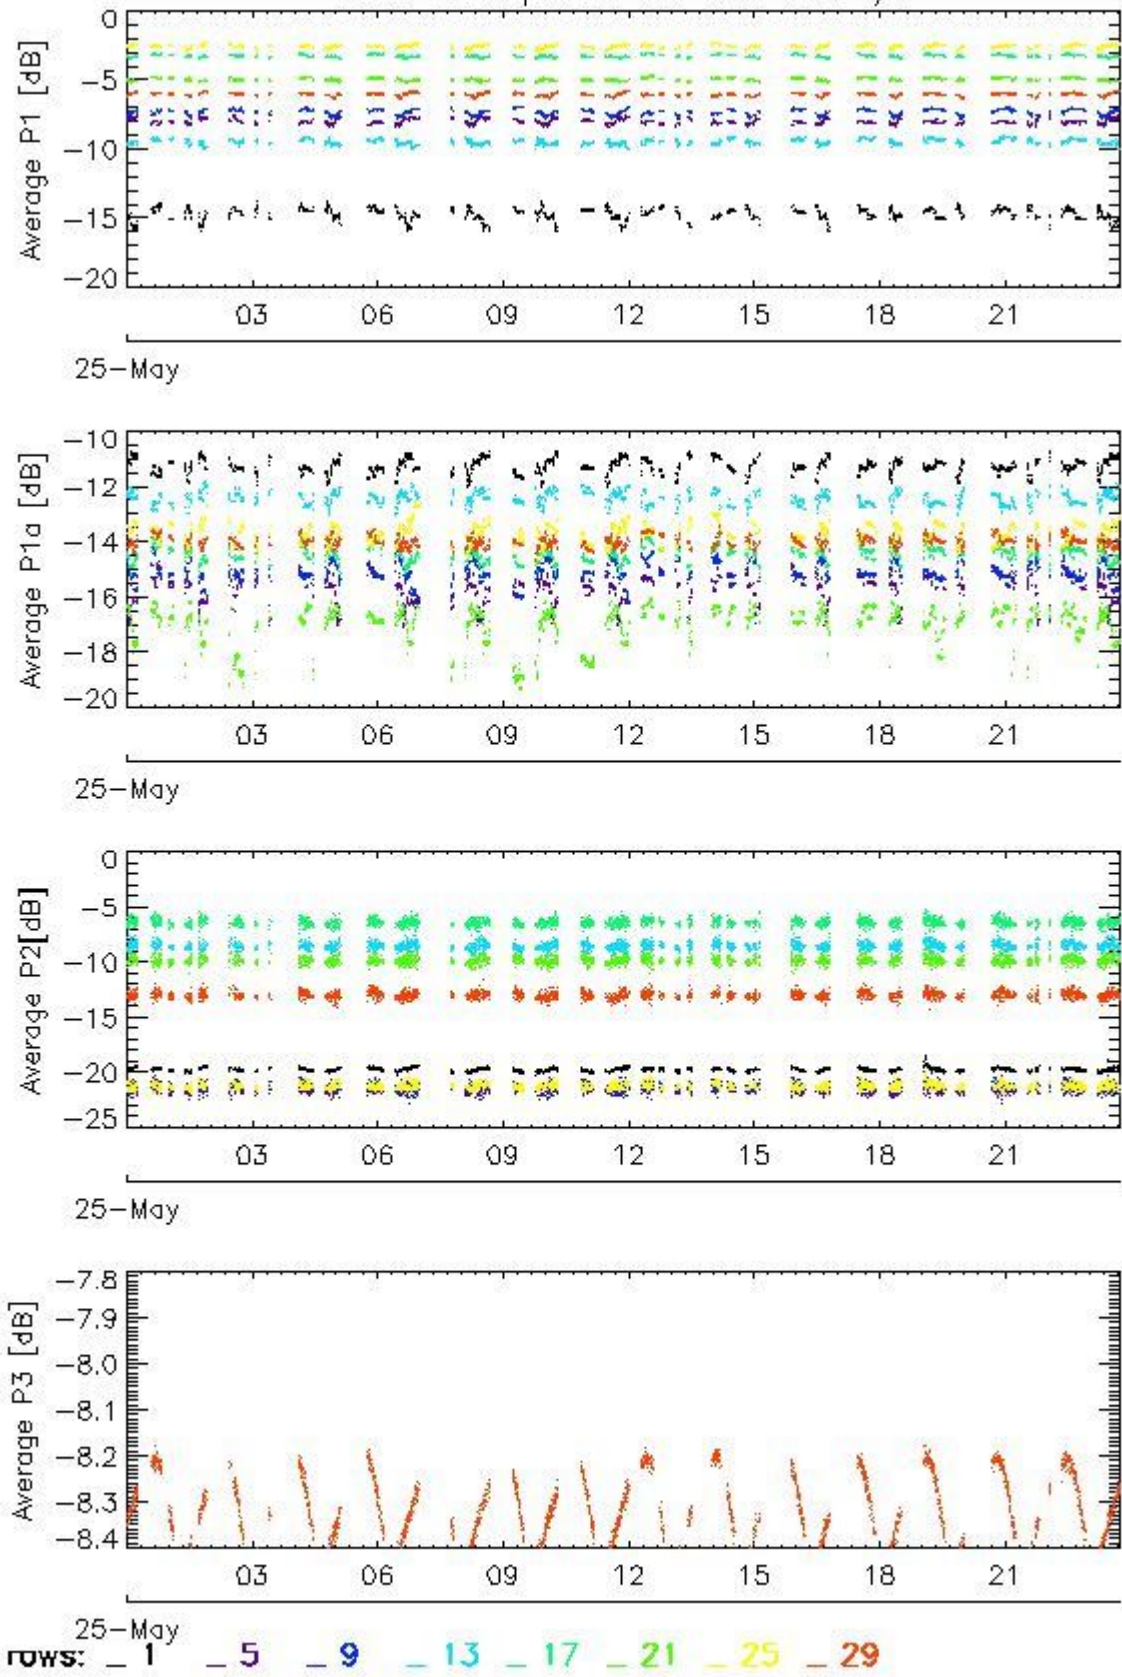 0
−5
−10
−15
−20
Average P1 [dB]
03 06 09 12 15 18 21
25−May
−10
−12
−14
−16
−18
−20
Average P1a [dB]
03 06 09 12 15 18 21
25−May
0
−5
−10
−15
−20
−25
Average P2[dB]
03 06 09 12 15 18 21
25−May
−7.8
−7.9
−8.0
−8.1
−8.2
−8.3
−8.4
Average P3 [dB]
03 06 09 12 15 18 21
25−May
rows: _ 1 _ 5 _ 9 _ 13 _ 17 _ 21 _ 25 _ 29